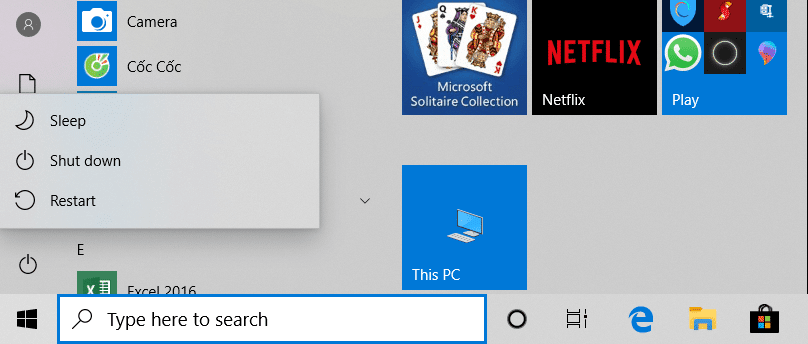 Camera
Cốc Cốc
Sleep
Shut down
Restart
E
Excel 2016
J
Q
K
Microsoft
Solitaire Collection
NETFLIX
Netflix
Play
This PC
Type here to search